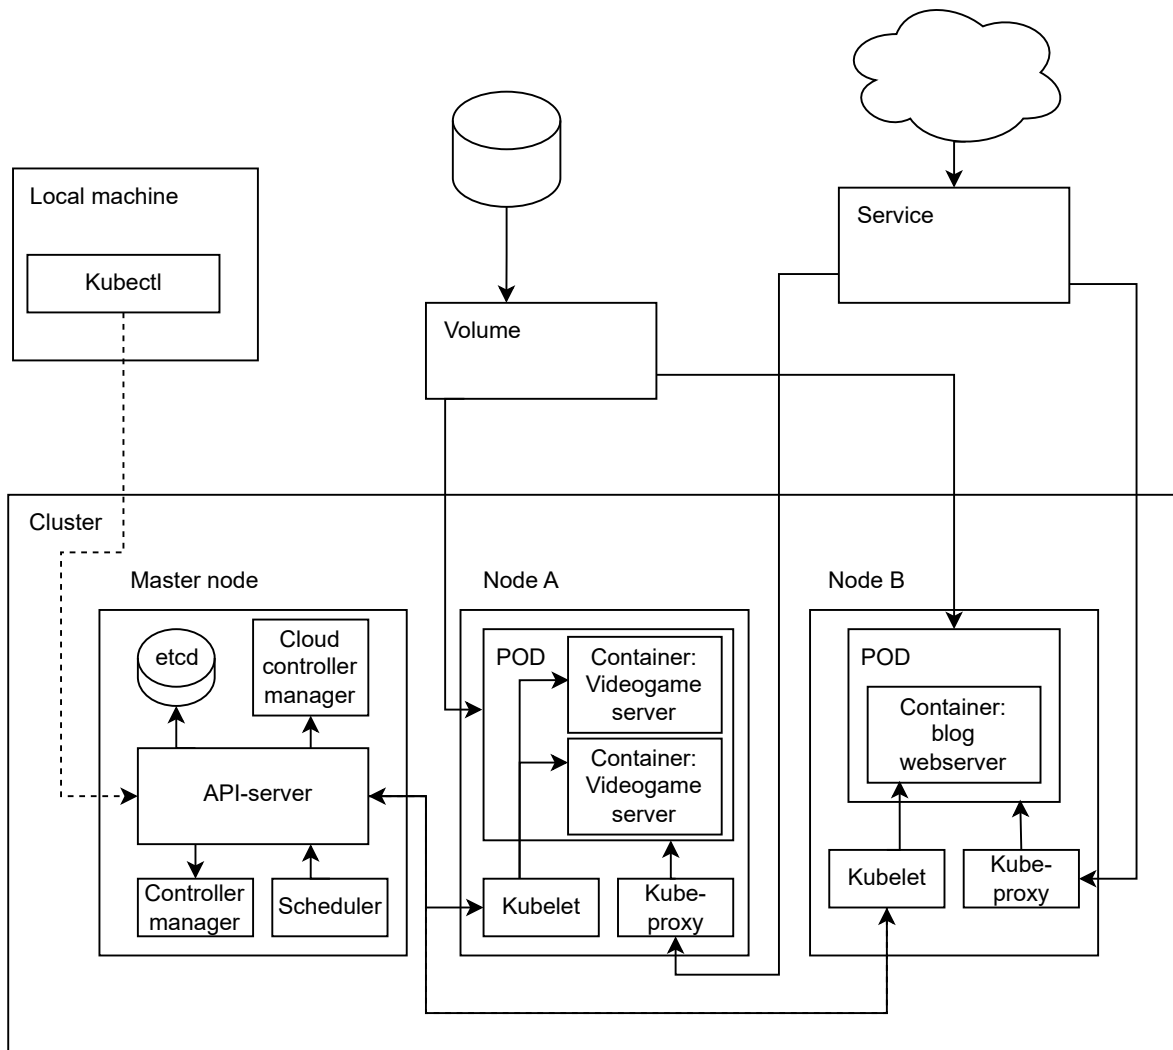 Local machine
Kubectl
Volume
Service
Cluster
Master node
etcd
Cloud
controller
manager
API-server
Controller
manager
Scheduler
Node A
POD
Container:
Videogame
server
Container:
Videogame
server
Kubelet
Kube-
proxy
Node B
POD
Container:
blog
webserver
Kubelet
Kube-
proxy